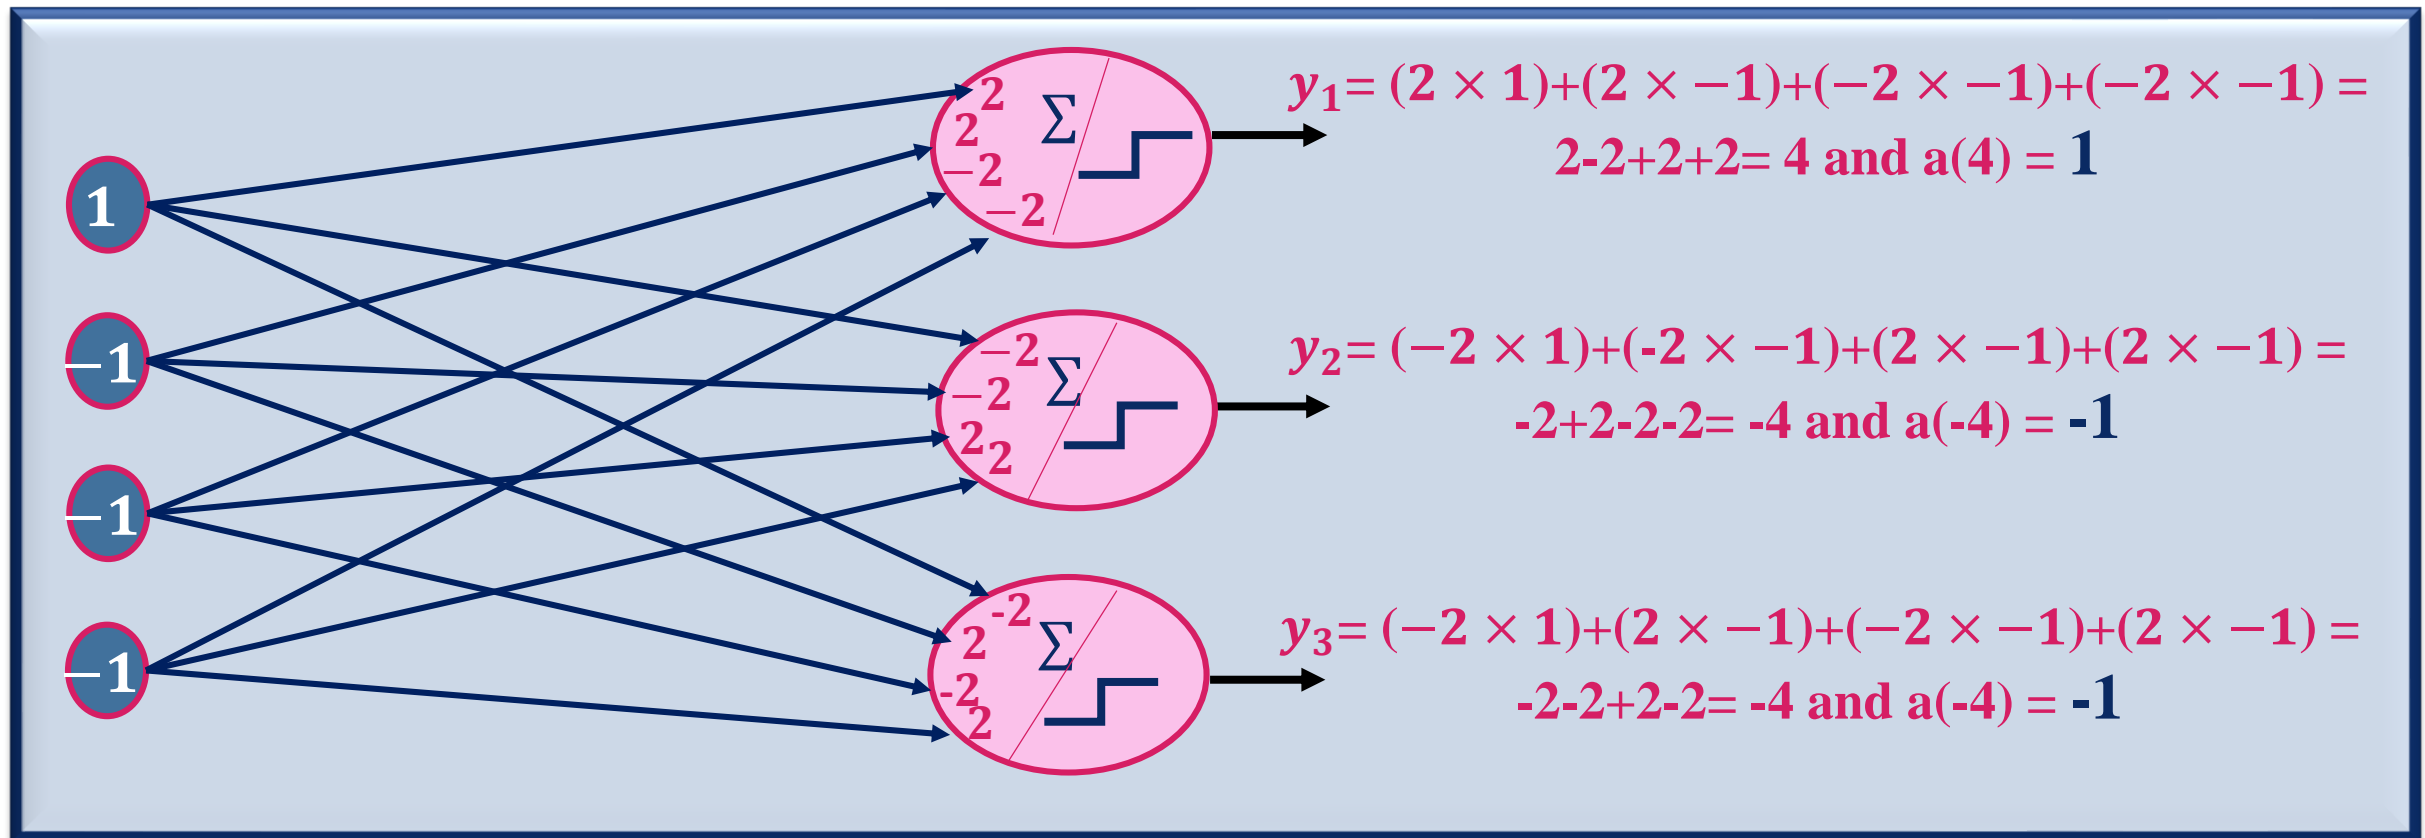 1
−1
−1
−1
2
2
−2
−2
Σ
−2
−2
2
2
Σ
-2
2
-2
2
Σ
y₁= (2 × 1)+(2 × −1)+(−2 × −1)+(−2 × −1) =
2-2+2+2= 4 and a(4) = 1
y₂= (−2 × 1)+(-2 × −1)+(2 × −1)+(2 × −1) =
-2+2-2-2= -4 and a(-4) = -1
y₃= (−2 × 1)+(2 × −1)+(−2 × −1)+(2 × −1) =
-2-2+2-2= -4 and a(-4) = -1